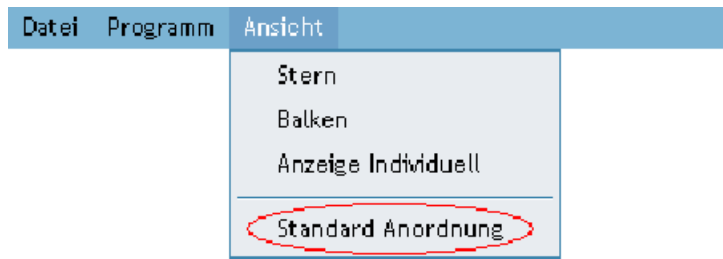 Datei Programm Ansicht
Stern
Balken
Anzeige Individuell
Standard Anordnung